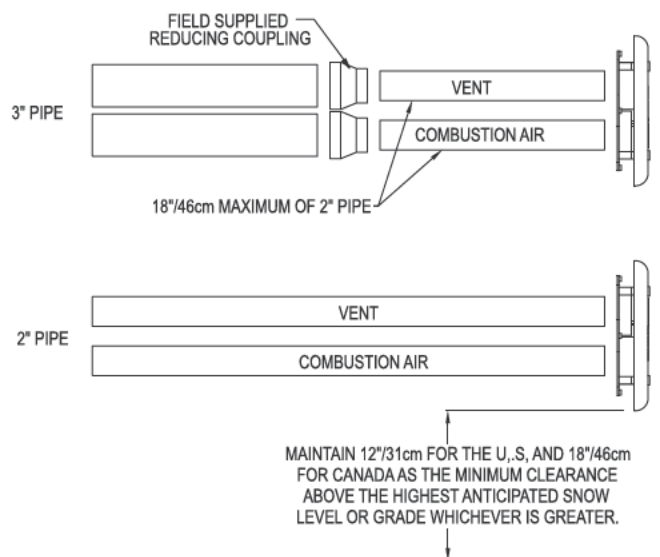 FIELD SUPPLIED
REDUCING COUPLING
3" PIPE
VENT
COMBUSTION AIR
18"/46cm MAXIMUM OF 2" PIPE
2" PIPE
VENT
COMBUSTION AIR
MAINTAIN 12"/31cm FOR THE U,.S, AND 18"/46cm
FOR CANADA AS THE MINIMUM CLEARANCE
ABOVE THE HIGHEST ANTICIPATED SNOW
LEVEL OR GRADE WHICHEVER IS GREATER.